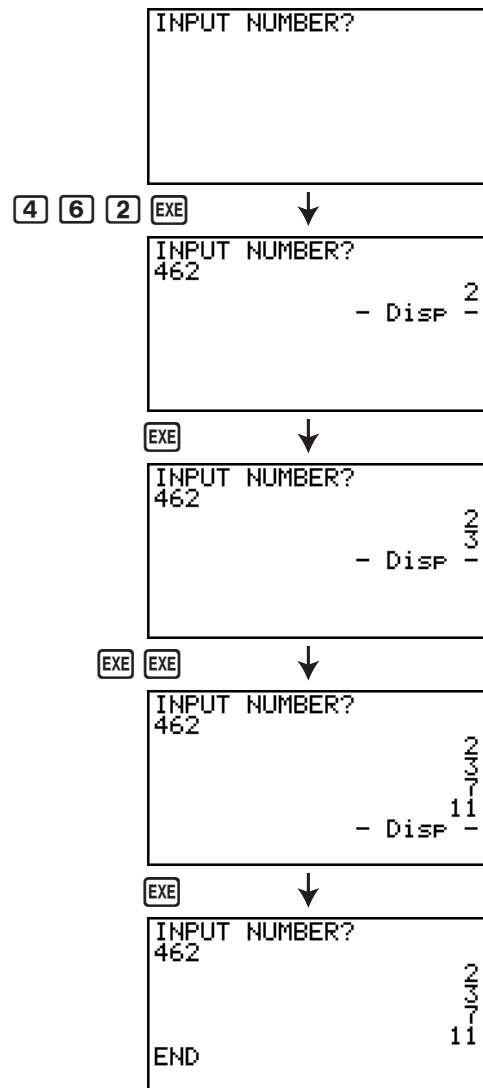 INPUT NUMBER?
4 6 2 EXE
INPUT NUMBER?
462
2
- Disp -
EXE
INPUT NUMBER?
462
2
3
- Disp -
EXE EXE
INPUT NUMBER?
462
2
3
7
11
- Disp -
EXE
INPUT NUMBER?
462
2
3
7
11
END